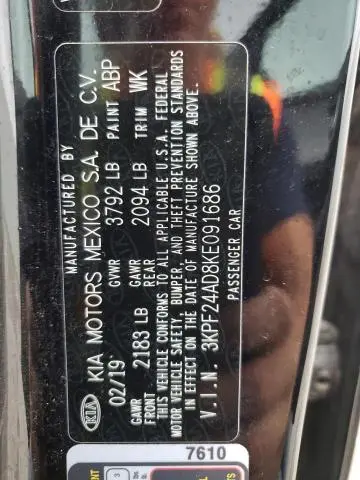 MANUFACTURED BY
KIA KIA MOTORS MEXICO S.A. DE C.V.
02/19 GVWR 3792 LB PAINT ABP
GAWR FRONT 2183 LB GAWR REAR 2094 LB TRIM WK
THIS VEHICLE CONFORMS TO ALL APPLICABLE U.S.A. FEDERAL
MOTOR VEHICLE SAFETY, BUMPER, AND THEFT PREVENTION STANDARDS
IN EFFECT ON THE DATE OF MANUFACTURE SHOWN ABOVE.
V.I.N. 3KPF24AD8KE091686
PASSENGER CAR
7610